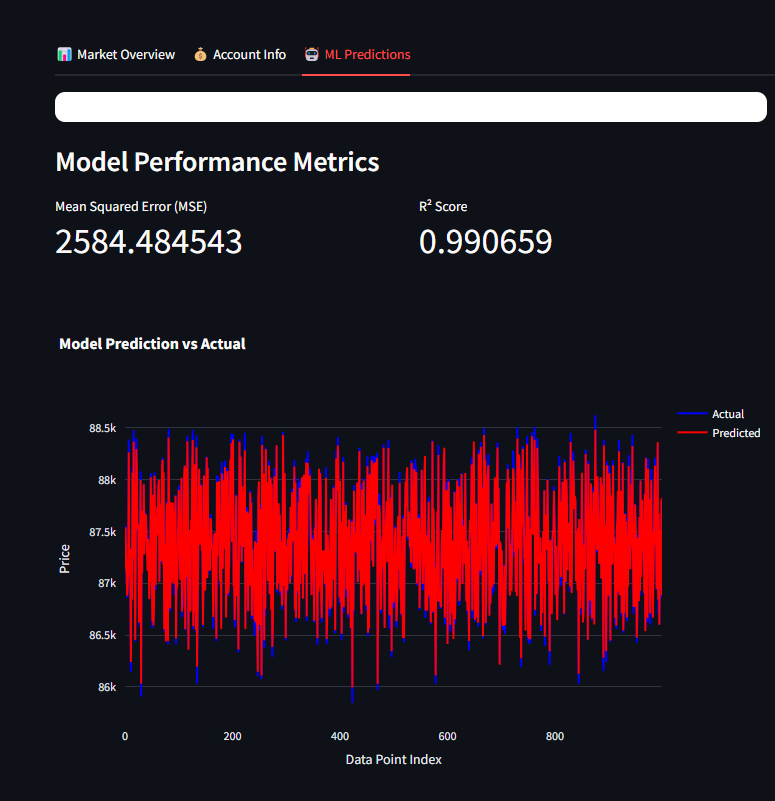 Market Overview Account Info ML Predictions
Model Performance Metrics
Mean Squared Error (MSE) R² Score
2584.484543 0.990659
Model Prediction vs Actual
Actual
Predicted
88.5k
88k
87.5k
87k
86.5k
86k
Price
0 200 400 600 800
Data Point Index